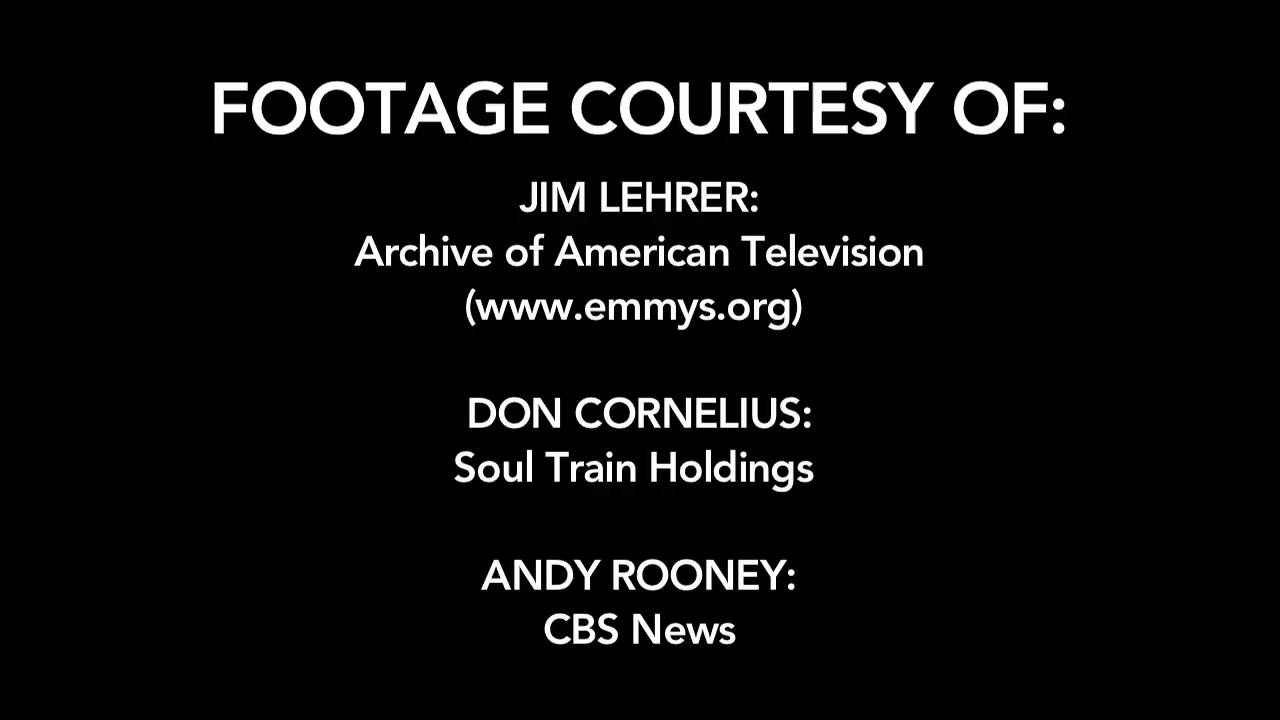 FOOTAGE COURTESY OF:
JIM LEHRER:
Archive of American Television
(www.emmys.org)
DON CORNELIUS:
Soul Train Holdings
ANDY ROONEY:
CBS News